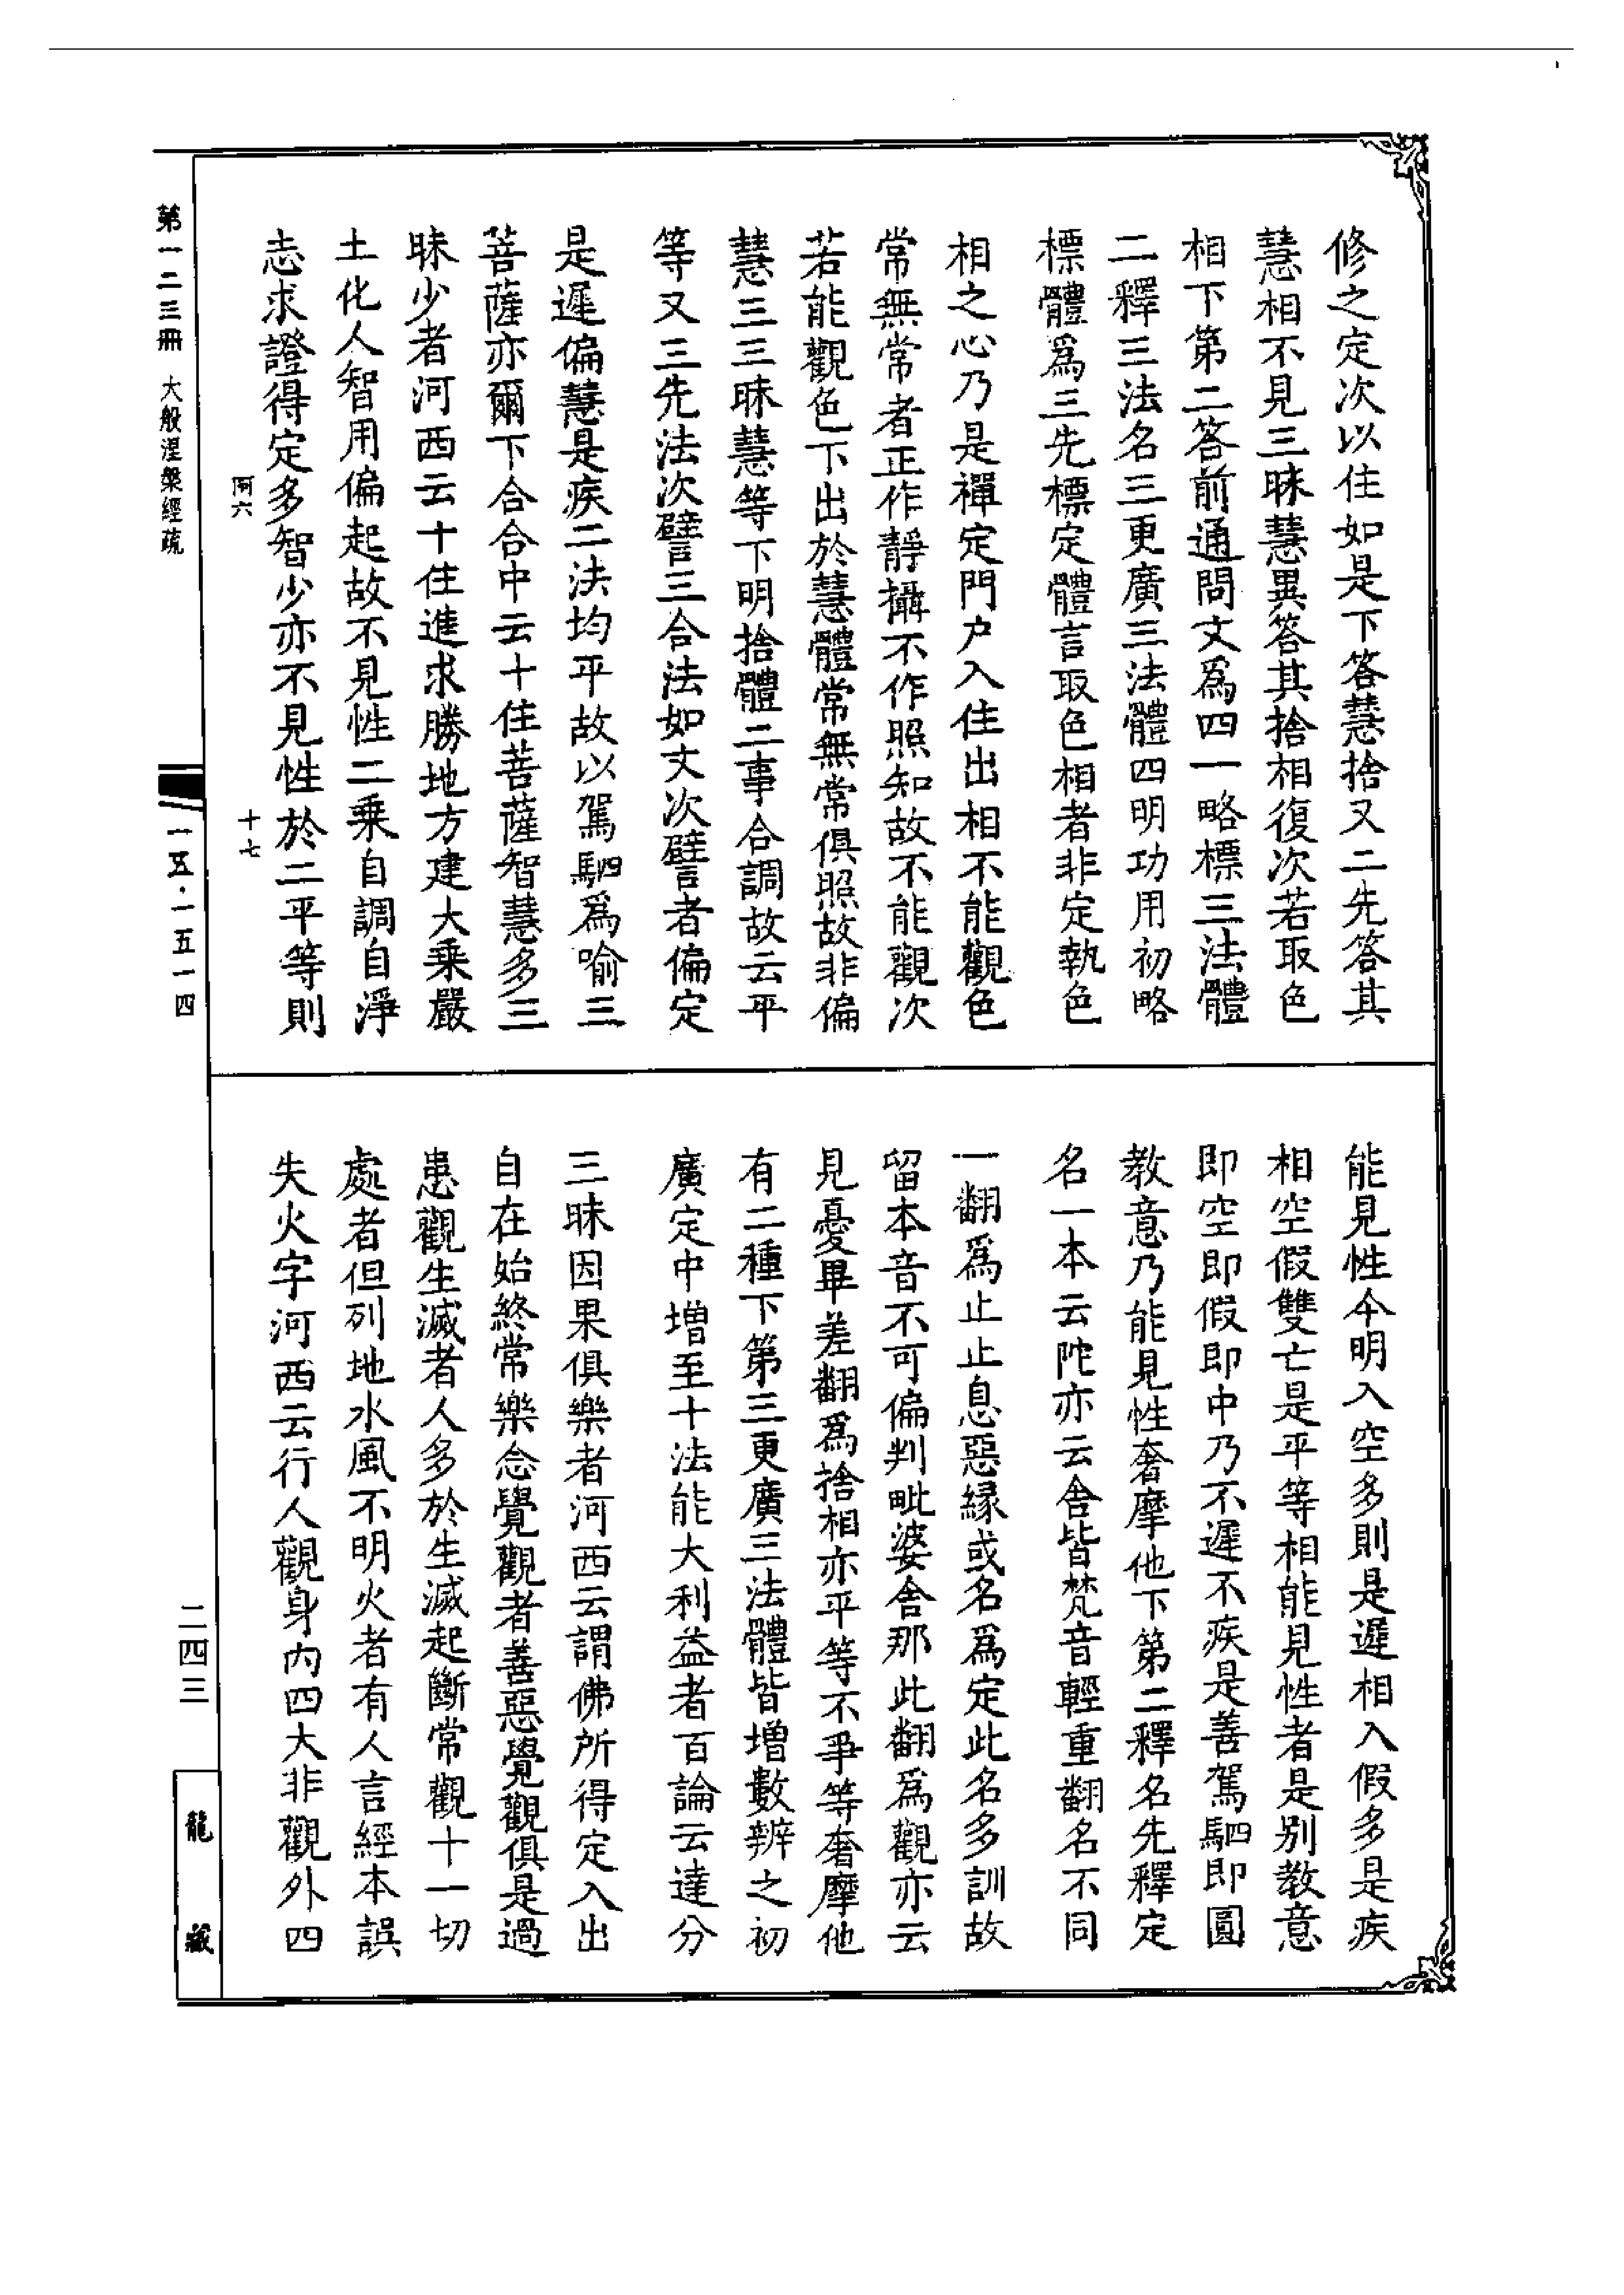 修之定次以住如是下答慧捨又二先答其
慧相不見三昧慧異答其捨相復次若取色
相下第二答前通問文爲四一略標三法體
二釋三法名三更廣三法體四明功用初略
標體爲三先標定體言取色相者非定執色
相之心乃是禪定門户入住出相不能觀色
常無常者正作靜攝不作照知故不能觀次
若能觀色下出於慧體常無常俱照故非偏
慧三三昧慧等下明捨體二事合調故云平
等又三先法次譬三合法如文次譬者偏定
是遲偏慧是疾二法均平故以駕駟爲喻三
菩薩亦爾下合合中云十住菩薩智慧多三
昧少者河西云十住進求勝地方建大乘嚴
土化人智用偏起故不見性二乘自調自淨
志求證得定多智少亦不見性於二平等則
能見性今明入空多則是遲相入假多是疾
相空假雙亡是平等相能見性者是别教意
即空即假即中乃不遲不疾是善駕駟即圓
教意乃能見性奢摩他下第二釋名先釋定
名一本云陀亦云舍皆梵音輕重翻名不同
一翻爲止止息惡緣或名爲定此名多訓故
留本音不可偏判毗婆舍那此翻爲觀亦云
見憂畢差翻爲捨相亦平等不爭等奢摩他
有二種下第三更廣三法體皆增數辨之初
廣定中增至十法能大利益者百論云達分
三昧因果俱樂者河西云謂佛所得定入出
自在始終常樂念覺觀者善惡覺觀俱是過
患觀生滅者人多於生滅起斷常觀十一切
處者但列地水風不明火者有人言經本誤
失火字河西云行人觀身内四大非觀外四
第一二三冊 大般涅槃經疏
阿六
十七
一五·一五一四
二四三
龍藏